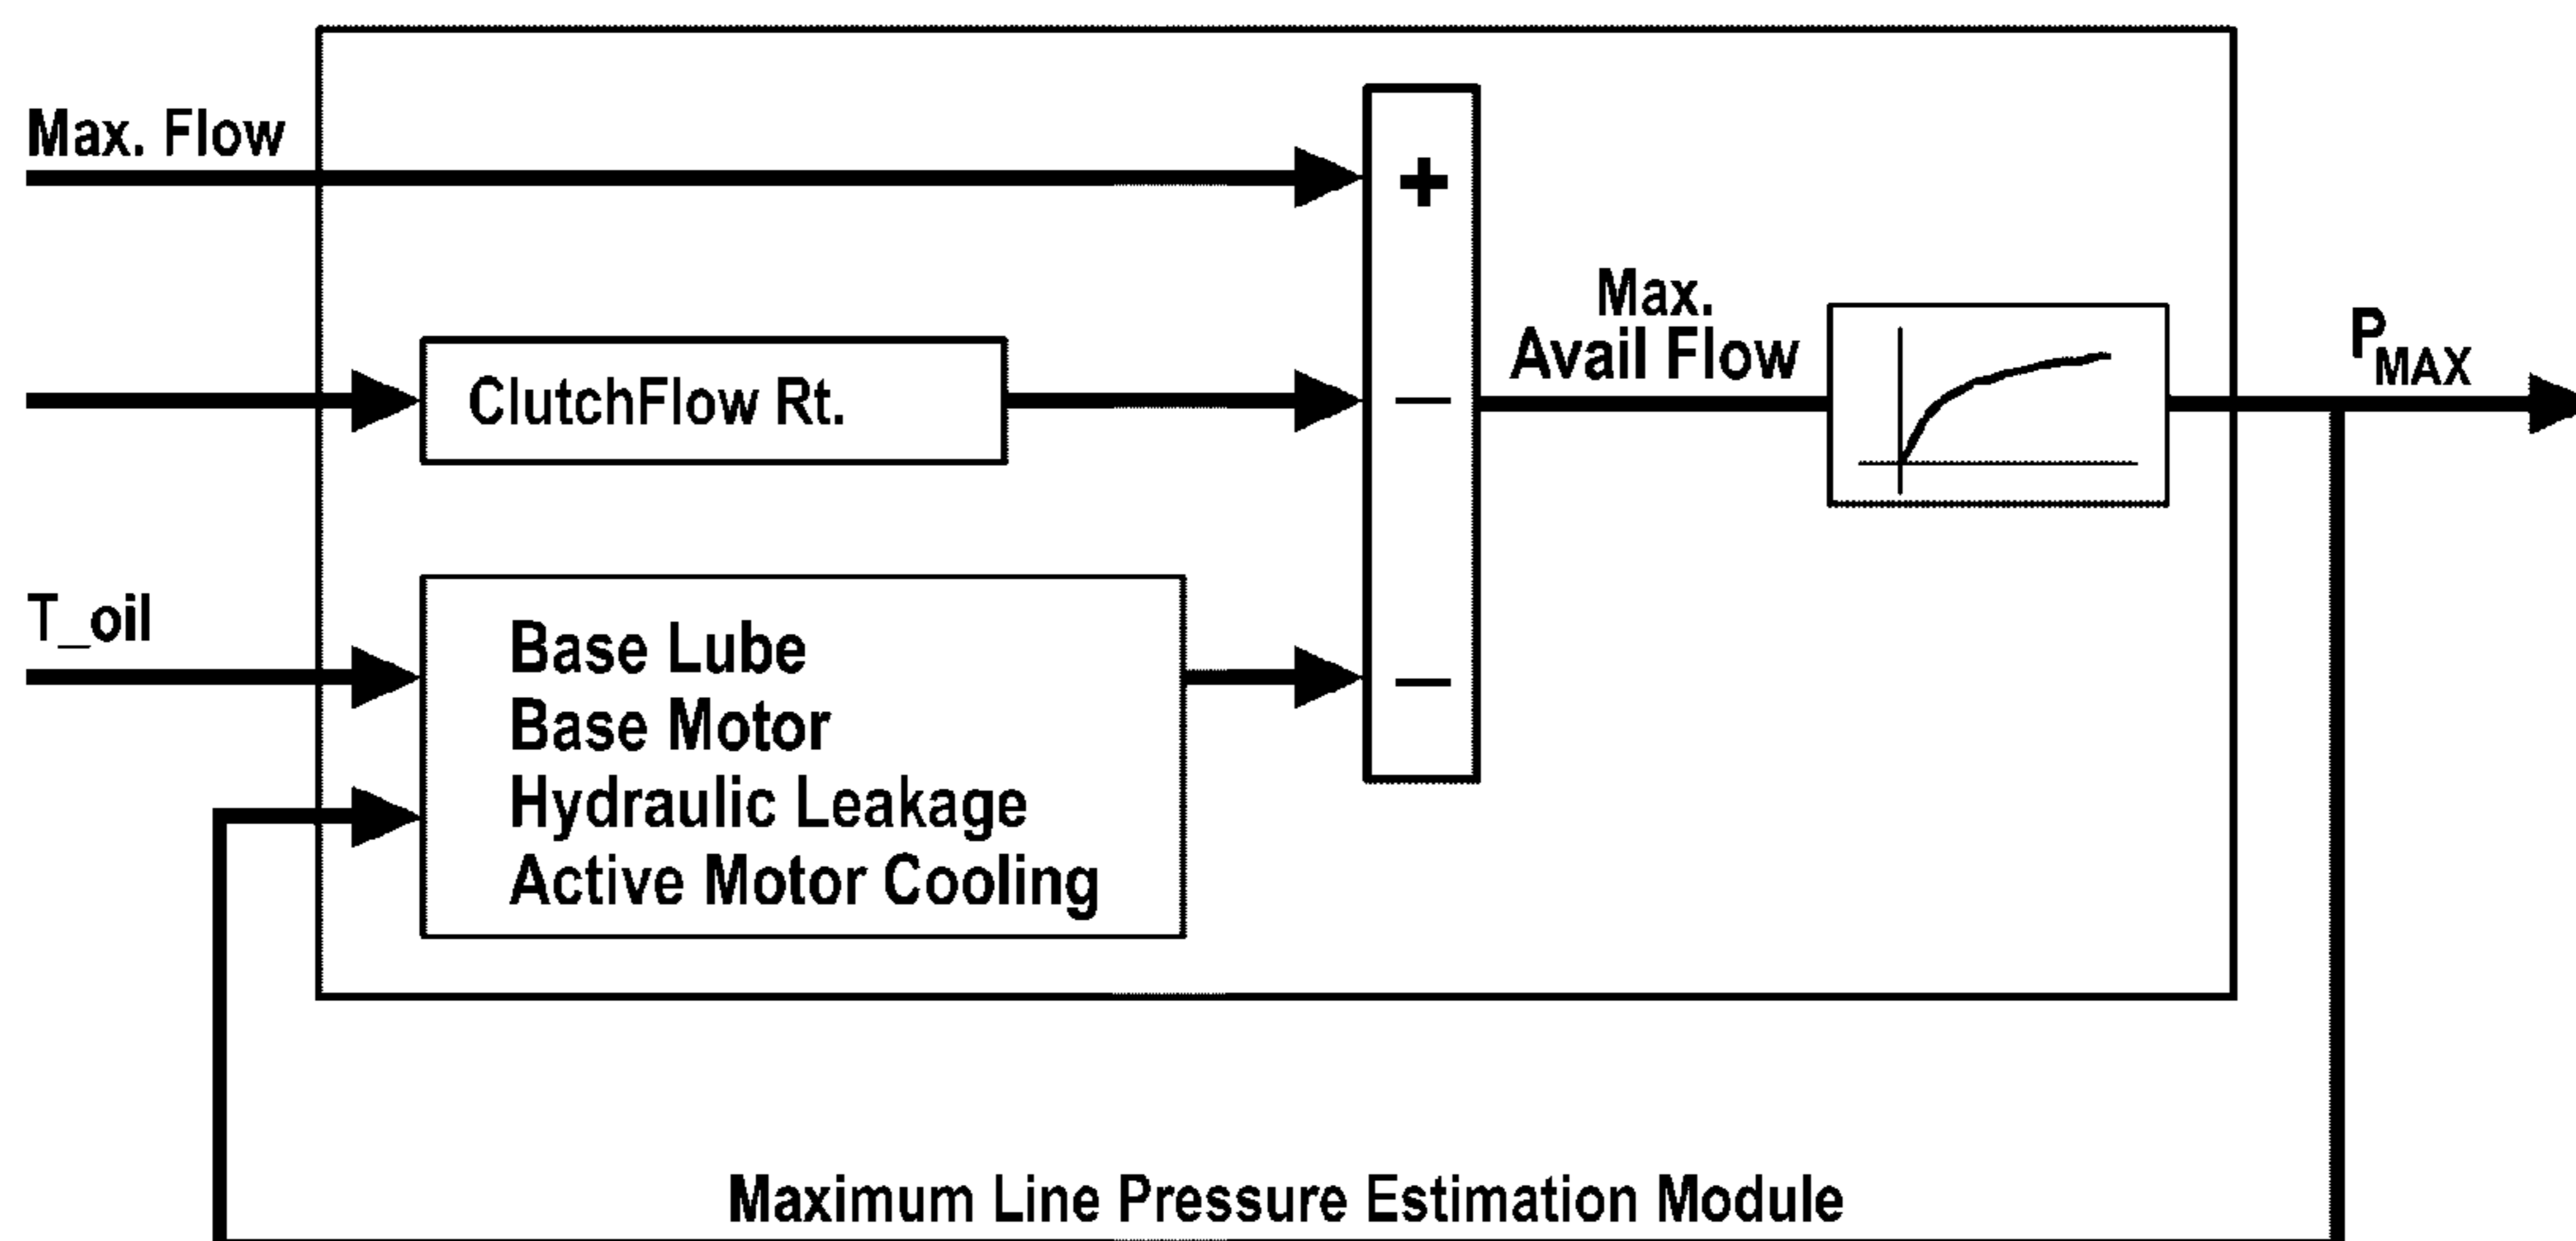 Max. Flow
+
ClutchFlow Rt.
−
Max.
Avail Flow
PMAX
T_oil
Base Lube
Base Motor
Hydraulic Leakage
Active Motor Cooling
−
Maximum Line Pressure Estimation Module